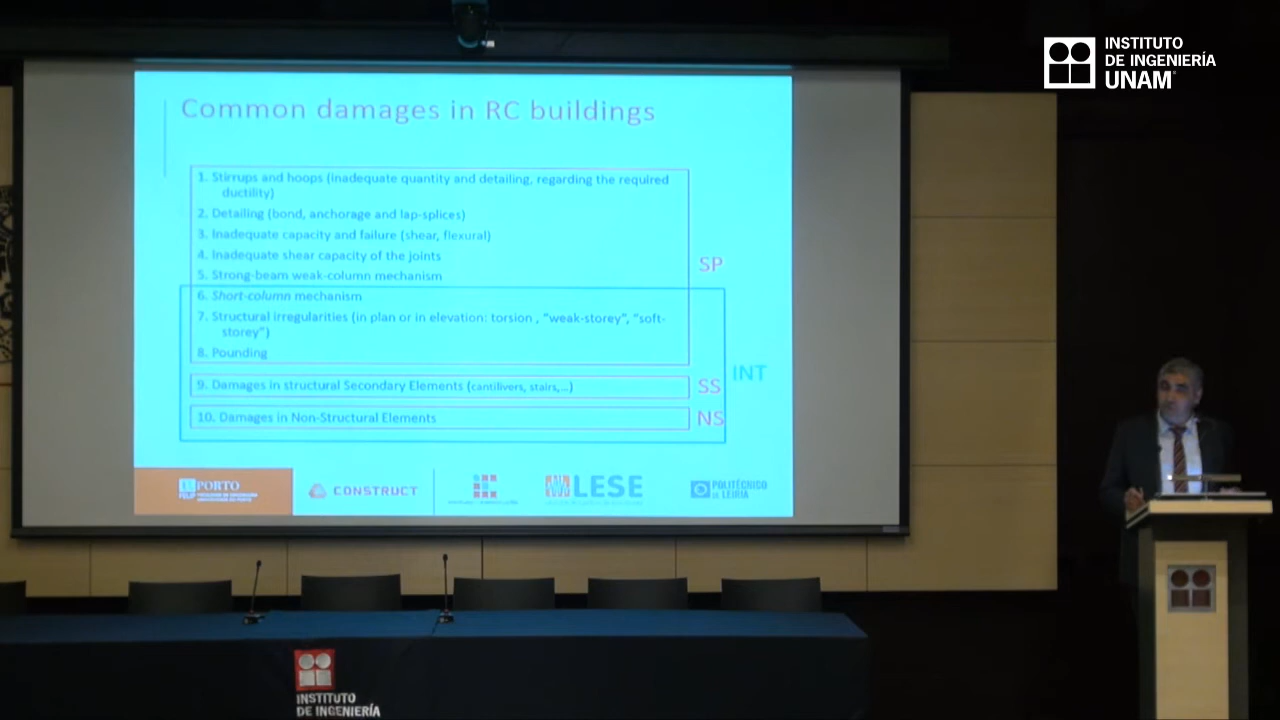 INSTITUTO
DE INGENIERÍA
UNAM
Common damages in RC buildings
1. Stirrups and hoops (inadequate quantity and detailing, regarding the required
ductility)
2. Detailing (bond, anchorage and lap-splices)
3. Inadequate capacity and failure (shear, flexural)
4. Inadequate shear capacity of the joints
5. Strong-beam weak-column mechanism
SP
6. Short-column mechanism
7. Structural irregularities (in plan or in elevation: torsion , "weak-storey", "soft-
storey")
8. Pounding
INT
9. Damages in structural Secondary Elements (cantilivers, stairs,...)
SS
10. Damages in Non-Structural Elements
NS
PORTO
CONSTRUCT
LESE
POLITÉCNICO
DE LEIRIA
INSTITUTO
DE INGENIERÍA